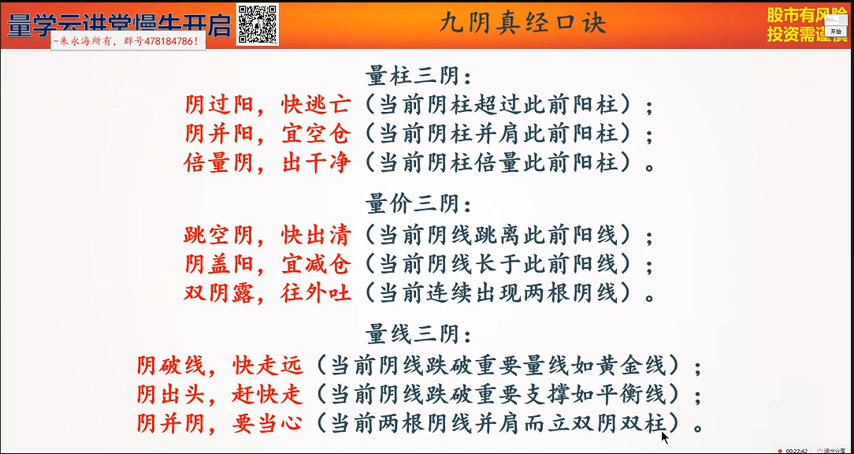 量学云讲堂慢牛开启
-朱永海所有，群号478184786！
九阴真经口诀
股市有风险
投资需谨慎
开始
量柱三阴：
阴过阳，快逃亡（当前阴柱超过此前阳柱）；
阴并阳，宜空仓（当前阴柱并肩此前阳柱）；
倍量阴，出干净（当前阴柱倍量此前阳柱）。
量价三阴：
跳空阴，快出清（当前阴线跳离此前阳线）；
阴盖阳，宜减仓（当前阴线长于此前阳线）；
双阴露，往外吐（当前连续出现两根阴线）。
量线三阴：
阴破线，快走远（当前阴线跌破重要量线如黄金线）；
阴出头，赶快走（当前阴线跌破重要支撑如平衡线）；
阴并阴，要当心（当前两根阴线并肩而立双阴双柱）。
00:22:42 退出分享